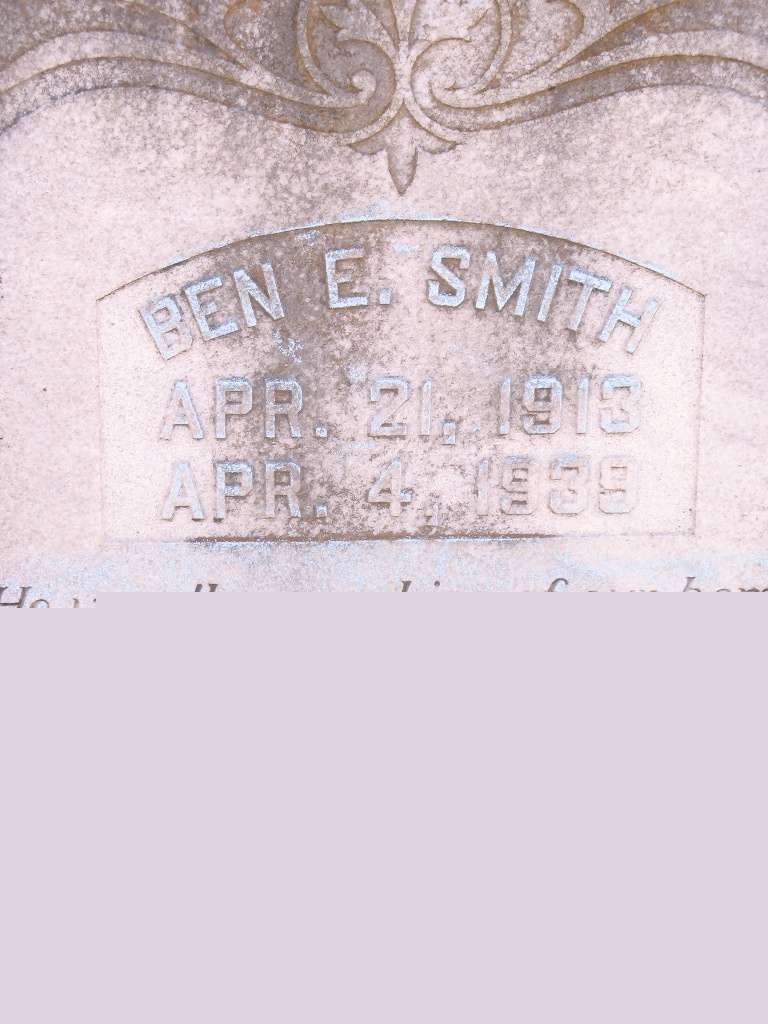 BEN E. SMITH
APR. 21, 1913
APR. 4, 1939